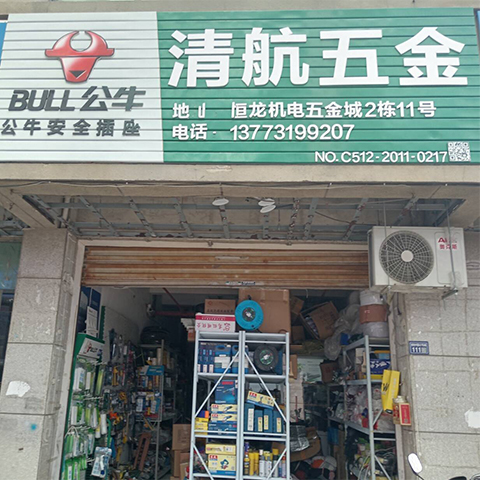 清航五金
BULL公牛
公牛安全插座
地址 恒龙机电五金城2栋11号
电话· 13773199207
NO.C512-2011-0217
111